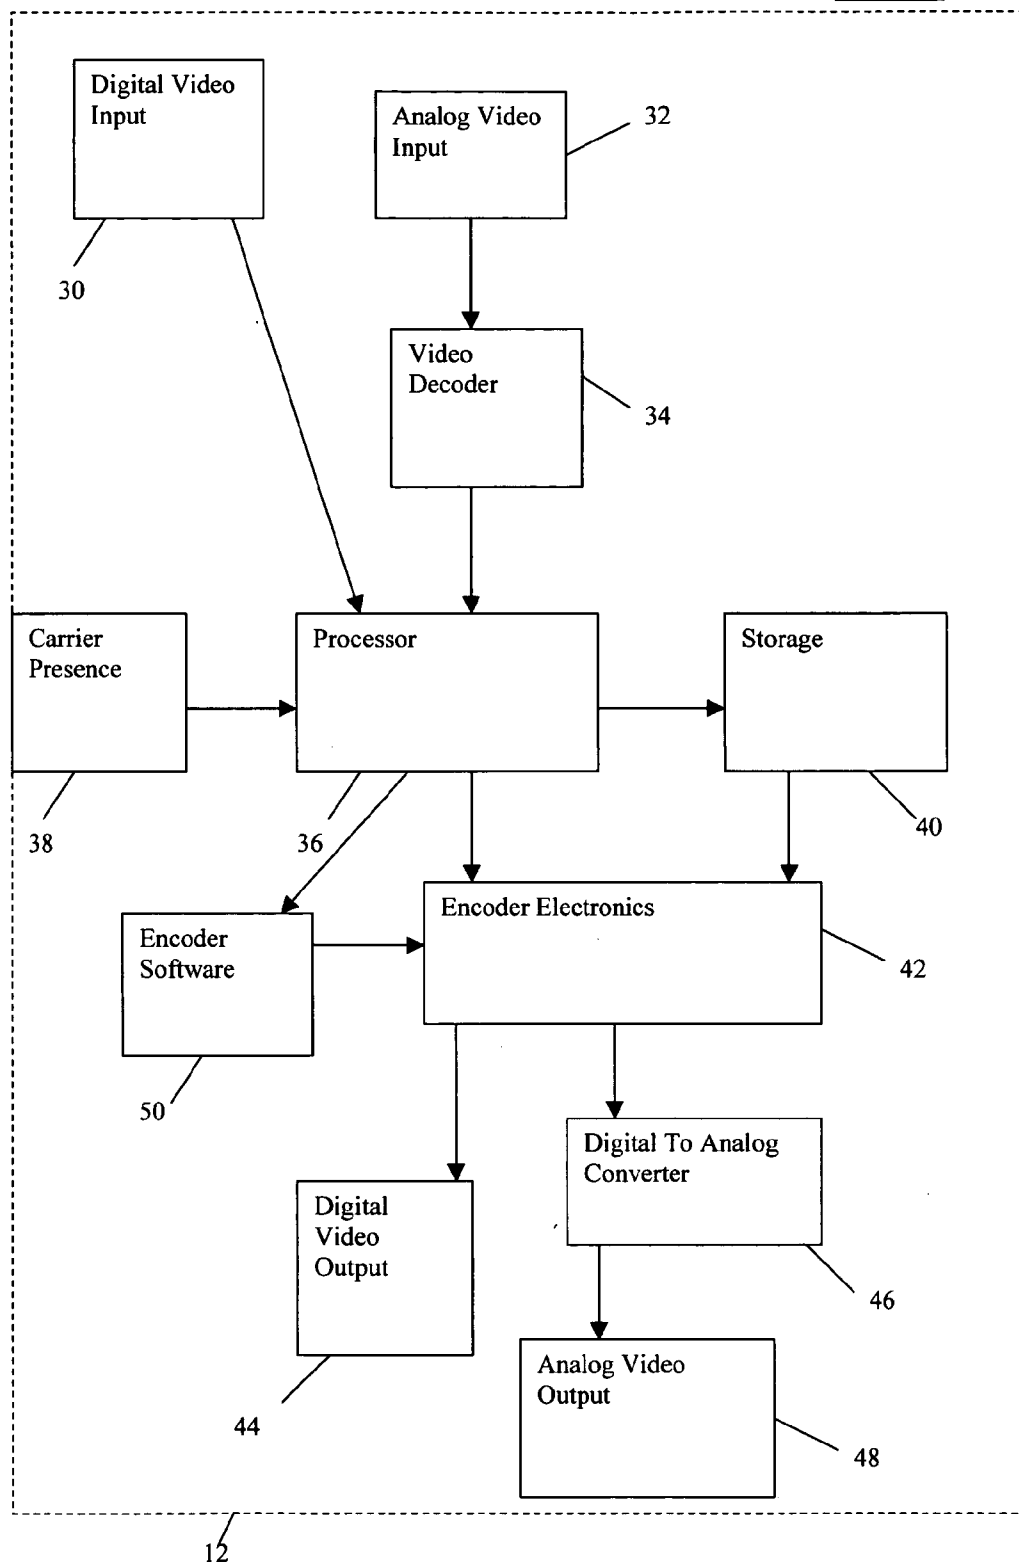 Digital Video
Input
Analog Video
Input
32
30
Video
Decoder
34
Carrier
Presence
Processor
Storage
38
36
40
Encoder Electronics
Encoder
Software
42
50
Digital To Analog
Converter
Digital
Video
Output
46
Analog Video
Output
44
48
12